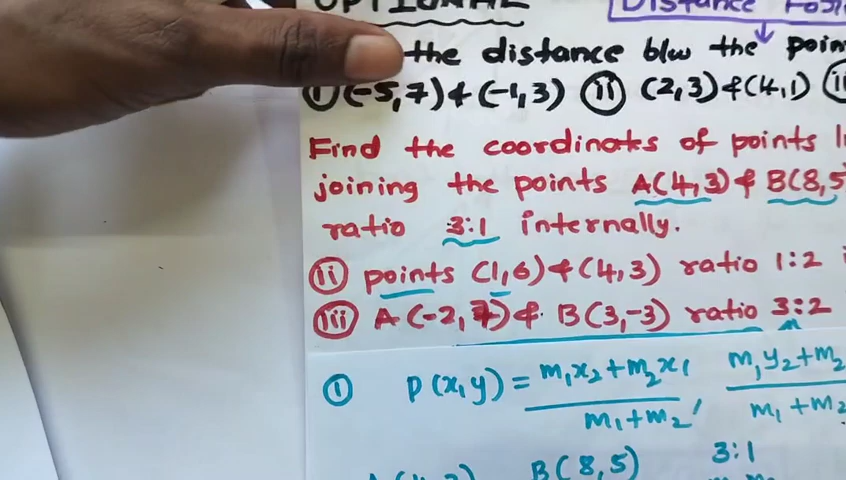 OPTIONAL
Distance
the distance b/w the poin
(i) (-5,7) & (-1,3) (ii) (2,3) & (4,1)
Find the coordinates of points
joining the points A(4,3) & B(8,5
ratio 3:1 internally.
(ii) points (1,6) & (4,3) ratio 1:2
(iii) A(-2,7) & B(3,-3) ratio 3:2
(i) P(x,y) = m₁x₂+m₂x₁ / m₁+m₂, m₁y₂+m₂ / m₁+m₂
B(8,5) 3:1